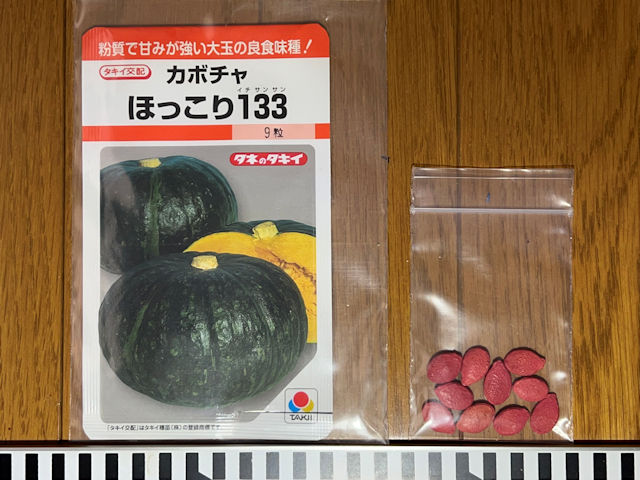 粉質で甘みが強い大玉の良食味種！
タキイ交配
カボチャ
イチサンサン
ほっこり133
9粒
タネのタキイ
TAKII
「タキイ交配」はタキイ種苗(株)の登録商標です。